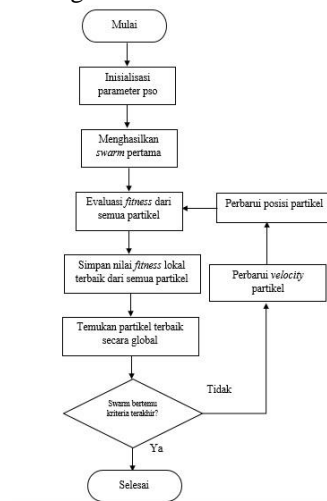 Mulai
Inisialisasi
parameter pso
Menghasilkan
swarm pertama
Evaluasi fitness dari
semua partikel
Perbarui posisi partikel
Simpan nilai fitness lokal
terbaik dari semua partikel
Perbarui velocity
partikel
Temukan partikel terbaik
secara global
Tidak
Swarm bertemu
kriteria terakhir?
Ya
Selesai